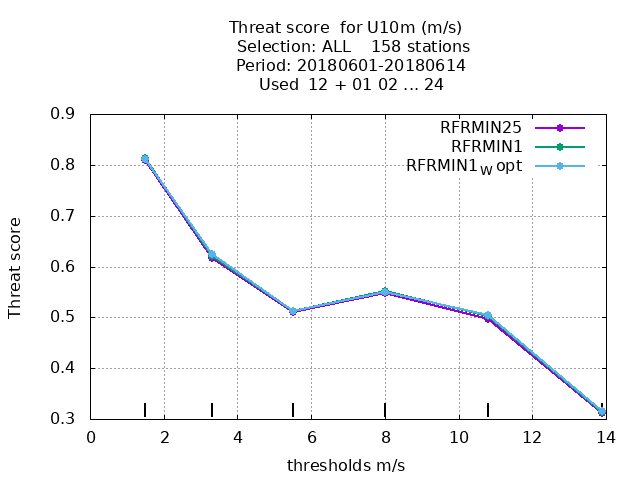 Threat score  for U10m (m/s)
Selection: ALL    158 stations
Period: 20180601-20180614
Used  12 + 01 02 ... 24
RFRMIN25
RFRMIN1
RFRMIN1W opt
0.9
0.8
0.7
0.6
0.5
0.4
0.3
Threat score
0 2 4 6 8 10 12 14
thresholds m/s